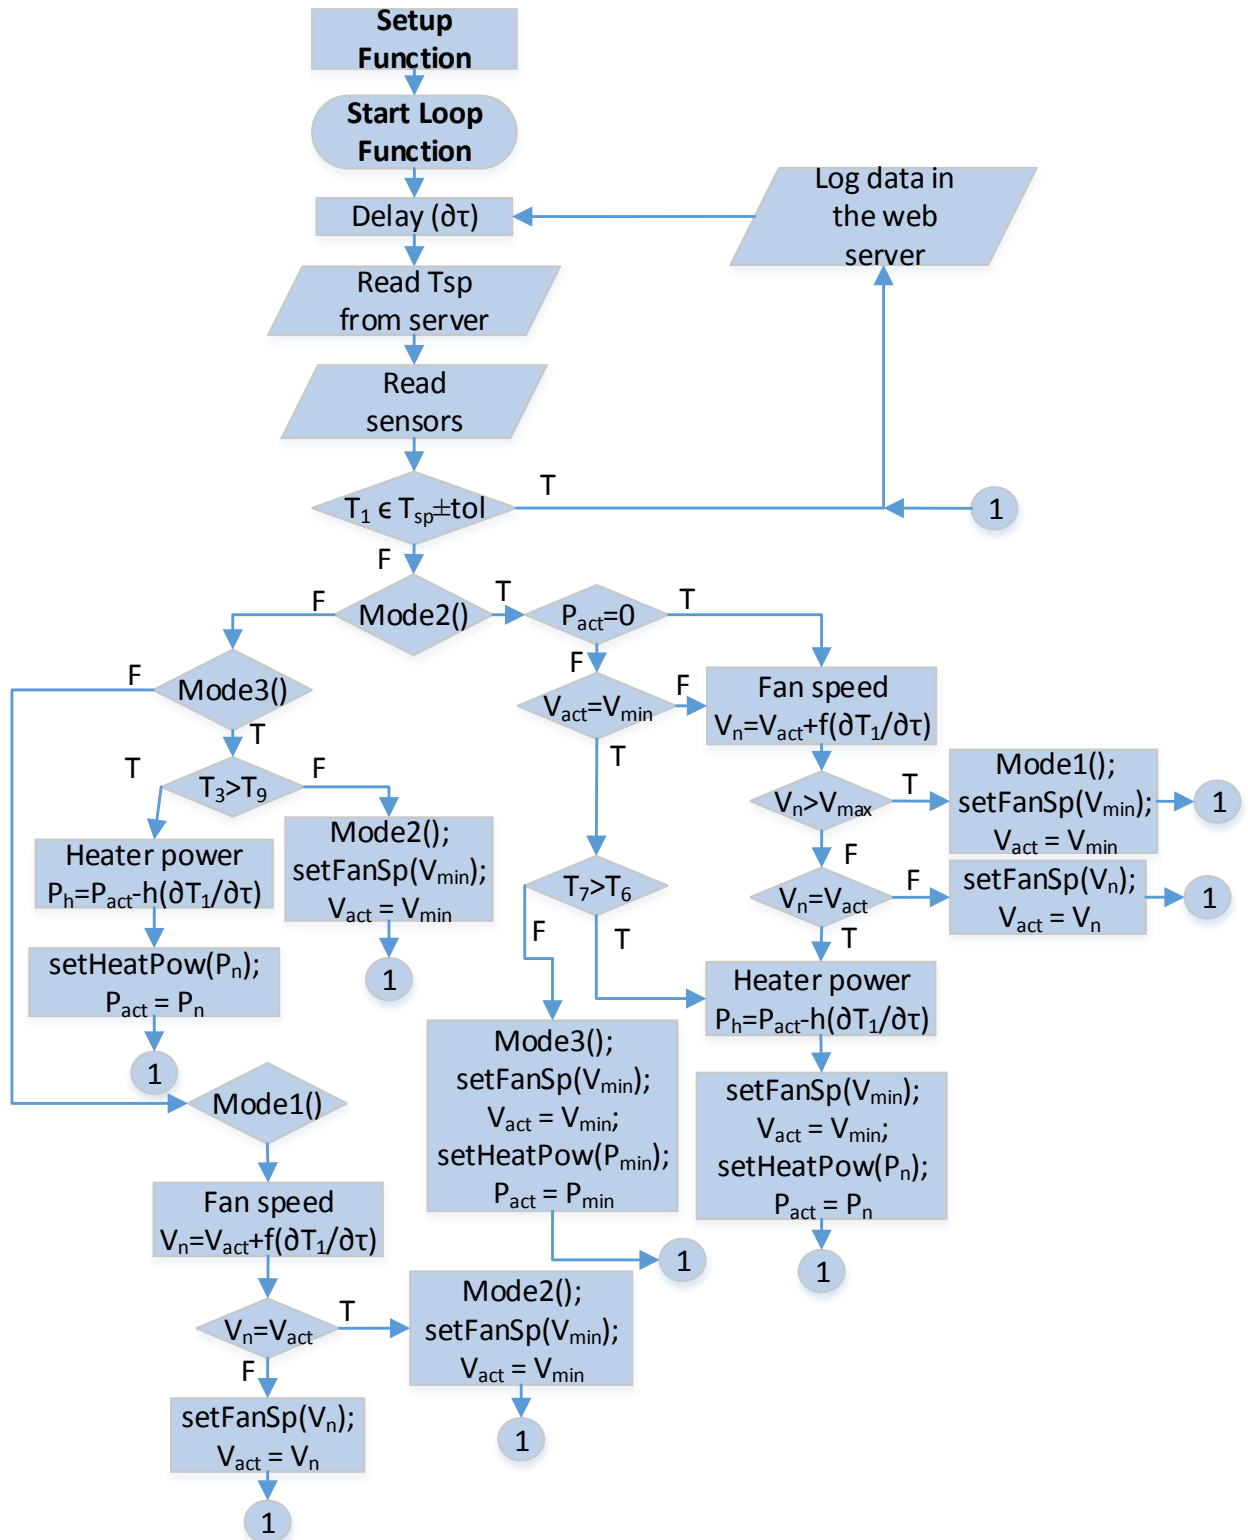 Setup
Function
Start Loop
Function
Delay (∂τ)
Log data in
the web
server
Read Tsp
from server
Read
sensors
T₁ ϵ Tsp±tol
T
1
F
Mode2()
F
T
Pact=0
T
F
Mode3()
F
T
Vact=Vmin
F
T
Fan speed
Vn=Vact+f(∂T₁/∂τ)
T₃>T₉
T
F
Heater power
Ph=Pact-h(∂T₁/∂τ)
Mode2();
setFanSp(Vmin);
Vact = Vmin
1
setHeatPow(Pn);
Pact = Pn
1
Vn>Vmax
T
F
Mode1();
setFanSp(Vmin);
Vact = Vmin
1
T₇>T₆
F
T
Vn=Vact
F
T
setFanSp(Vn);
Vact = Vn
1
Heater power
Ph=Pact-h(∂T₁/∂τ)
Mode3();
setFanSp(Vmin);
Vact = Vmin;
setHeatPow(Pmin);
Pact = Pmin
1
setFanSp(Vmin);
Vact = Vmin;
setHeatPow(Pn);
Pact = Pn
1
Mode1()
Fan speed
Vn=Vact+f(∂T₁/∂τ)
Vn=Vact
T
F
Mode2();
setFanSp(Vmin);
Vact = Vmin
1
setFanSp(Vn);
Vact = Vn
1